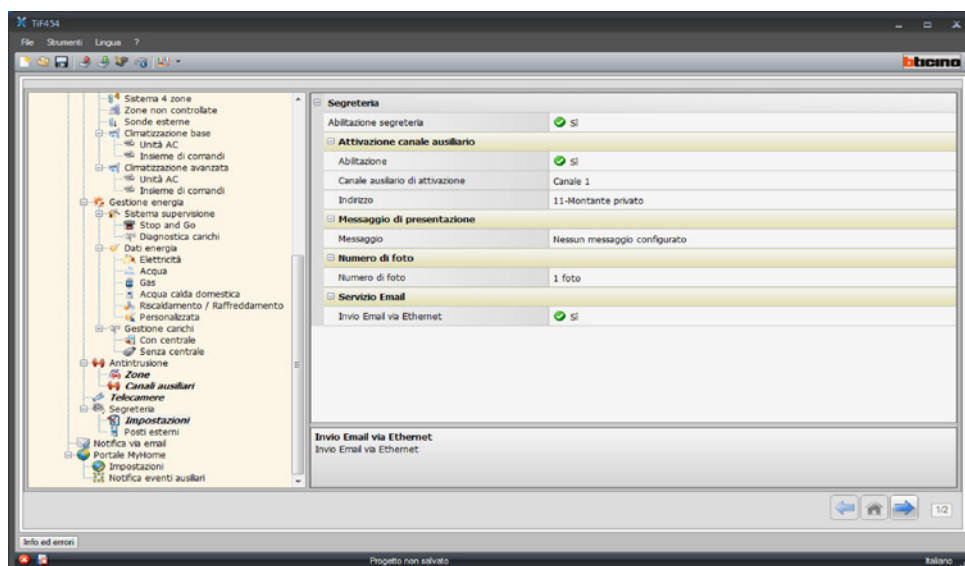 TiF454
File Strumenti Lingua ?
bticino
Sistema 4 zone
Zone non controllate
Sonde esterne
Climatizzazione base
Unità AC
Insieme di comandi
Climatizzazione avanzata
Unità AC
Insieme di comandi
Gestione energia
Sistema supervisione
Stop and Go
Diagnostica carichi
Dati energia
Elettricità
Acqua
Gas
Acqua calda domestica
Riscaldamento / Raffreddamento
Personalizzata
Gestione carichi
Con centrale
Senza centrale
Antintrusione
Zone
Canali ausiliari
Telecamere
Segreteria
Impostazioni
Posti esterni
Notifica via email
Portale MyHome
Impostazioni
Notifica eventi ausiliari
Segreteria
Abilitazione segreteria Sì
Attivazione canale ausiliario
Abilitazione Sì
Canale ausiliario di attivazione Canale 1
Indirizzo 11-Montante privato
Messaggio di presentazione
Messaggio Nessun messaggio configurato
Numero di foto
Numero di foto 1 foto
Servizio Email
Invio Email via Ethernet Sì
Invio Email via Ethernet
Invio Email via Ethernet
1/2
Info ed errori
Progetto non salvato Italiano